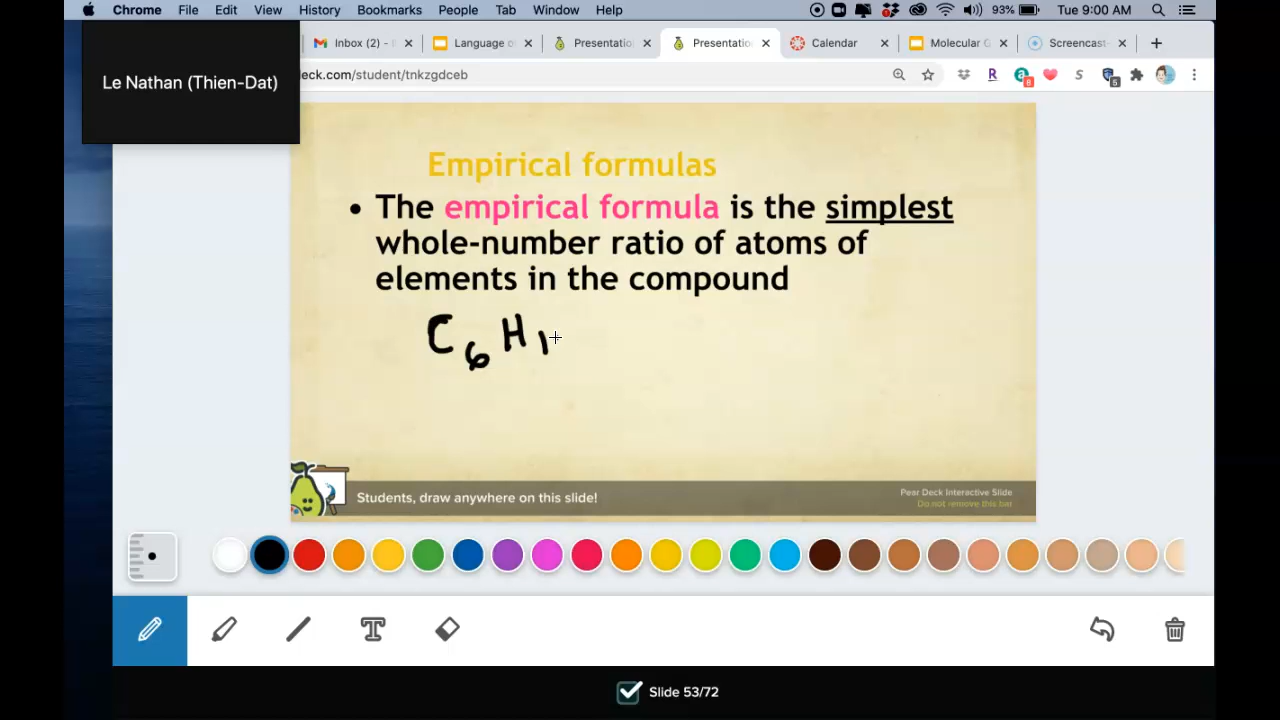 Chrome File Edit View History Bookmarks People Tab Window Help 93% Tue 9:00 AM
Le Nathan (Thien-Dat)
Inbox (2) - Language o Presentatio Presentatio Calendar Molecular G Screencast-
deck.com/student/tnkzgdceb R a 8 S 5
Empirical formulas
• The empirical formula is the simplest
whole-number ratio of atoms of
elements in the compound
C6H1
Students, draw anywhere on this slide!
Pear Deck Interactive Slide
Do not remove this bar
T
Slide 53/72